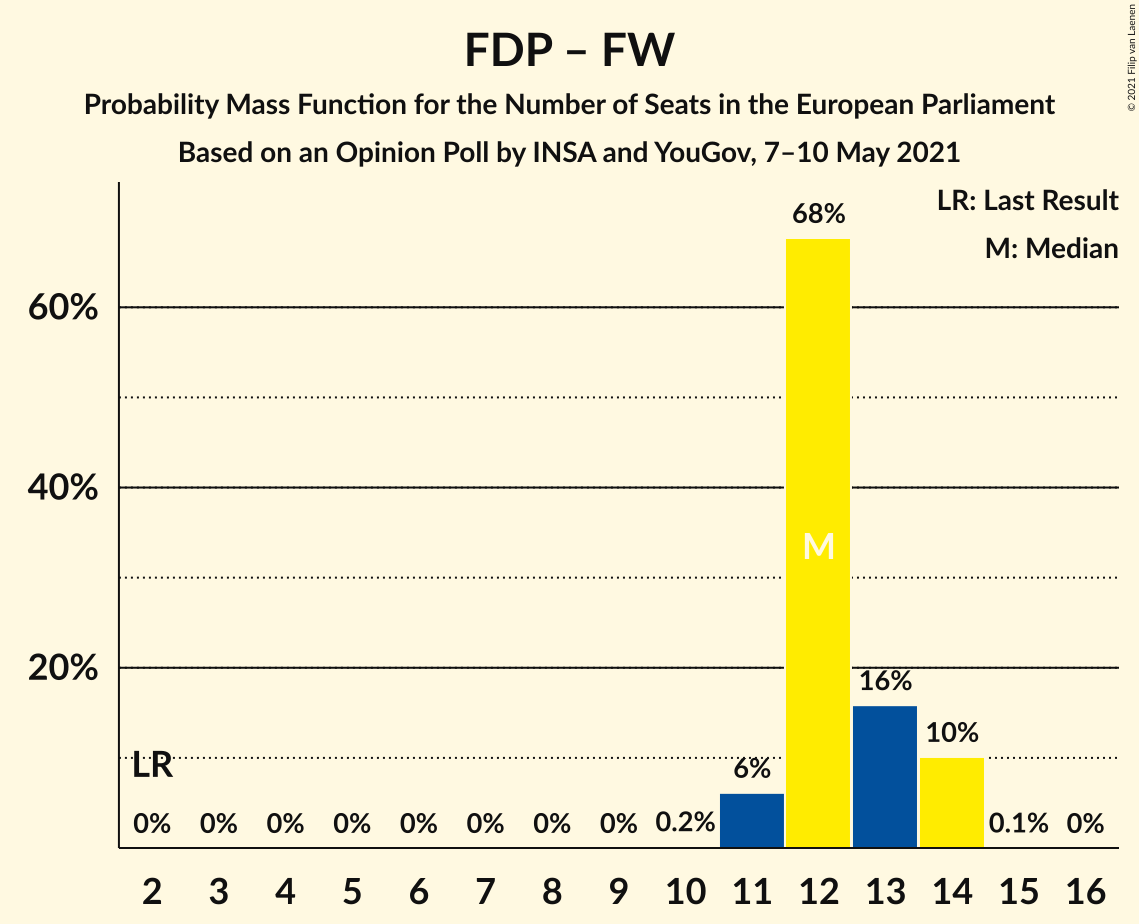 FDP – FW
Probability Mass Function for the Number of Seats in the European Parliament
Based on an Opinion Poll by INSA and YouGov, 7–10 May 2021
© 2021 Filip van Laenen
LR: Last Result
M: Median
68%
60%
40%
M
20%
16%
10%
LR
6%
0% 0% 0% 0% 0% 0% 0% 0% 0.2% 0.1% 0%
2 3 4 5 6 7 8 9 10 11 12 13 14 15 16